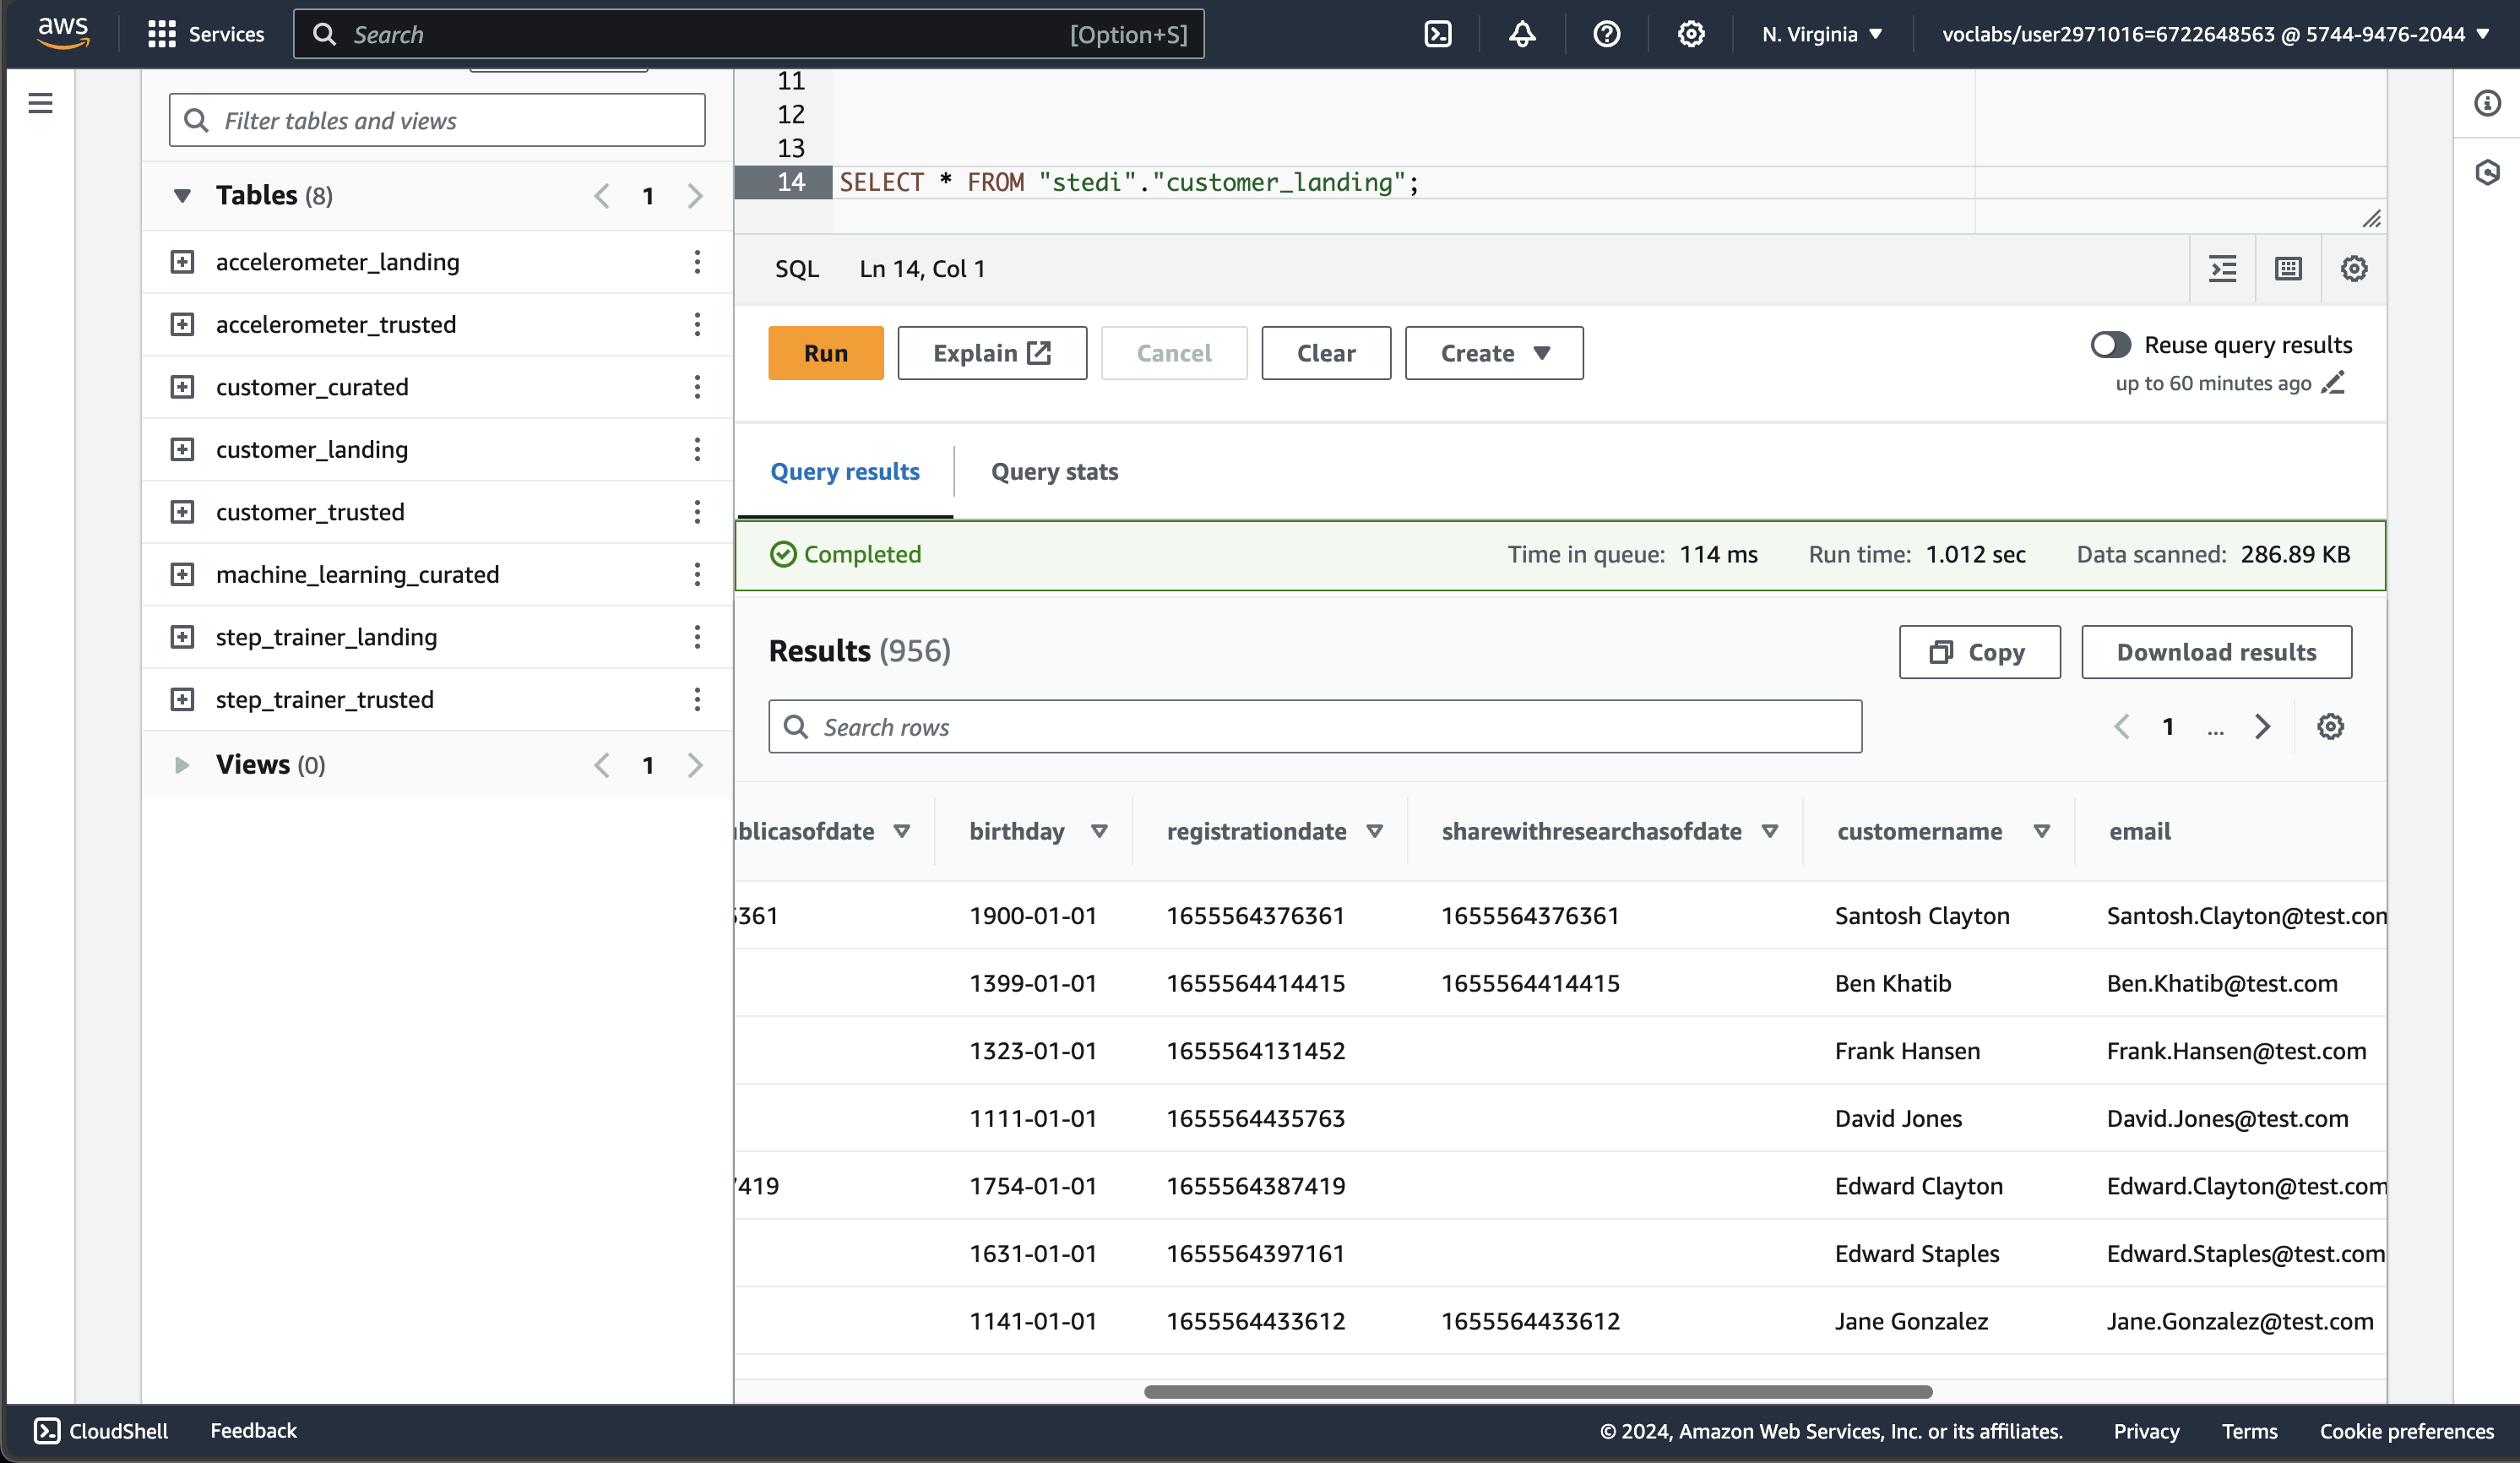 aws
Services
Search
[Option+S]
N. Virginia
voclabs/user2971016=6722648563 @ 5744-9476-2044
Filter tables and views
Tables (8)
1
accelerometer_landing
accelerometer_trusted
customer_curated
customer_landing
customer_trusted
machine_learning_curated
step_trainer_landing
step_trainer_trusted
Views (0)
1
11
12
13
14 SELECT * FROM "stedi"."customer_landing";
SQL Ln 14, Col 1
Run Explain Cancel Clear Create
Reuse query results
up to 60 minutes ago
Query results Query stats
Completed Time in queue: 114 ms Run time: 1.012 sec Data scanned: 286.89 KB
Results (956)
Copy Download results
Search rows
1 ...
blicasofdate birthday registrationdate sharewithresearchasofdate customername email
6361 1900-01-01 1655564376361 1655564376361 Santosh Clayton Santosh.Clayton@test.com
1399-01-01 1655564414415 1655564414415 Ben Khatib Ben.Khatib@test.com
1323-01-01 1655564131452 Frank Hansen Frank.Hansen@test.com
1111-01-01 1655564435763 David Jones David.Jones@test.com
7419 1754-01-01 1655564387419 Edward Clayton Edward.Clayton@test.com
1631-01-01 1655564397161 Edward Staples Edward.Staples@test.com
1141-01-01 1655564433612 1655564433612 Jane Gonzalez Jane.Gonzalez@test.com
CloudShell Feedback © 2024, Amazon Web Services, Inc. or its affiliates. Privacy Terms Cookie preferences